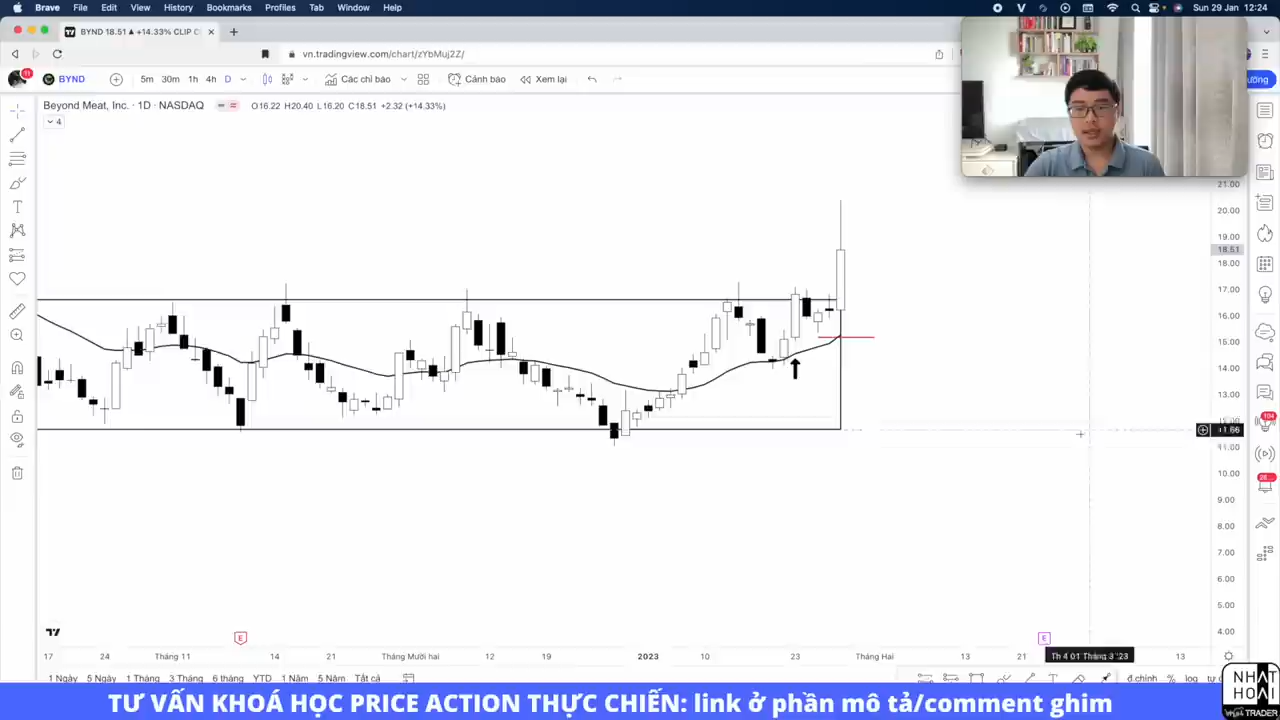 Brave File Edit View History Bookmarks Profiles Tab Window Help
Sun 29 Jan 12:24
BYND 18.51 ▲ +14.33% CLIP C
vn.tradingview.com/chart/zYbMuj2Z/
11 BYND 5m 30m 1h 4h D Các chỉ báo Cảnh báo Xem lại
Beyond Meat, Inc. · 1D · NASDAQ O16.22 H20.40 L16.20 C18.51 +2.32 (+14.33%)
4
21.00
20.00
19.00
18.51
18.00
17.00
16.00
15.00
14.00
13.00
104
11.66
11.00
10.00
9.00
8.00
7.00
6.00
5.00
4.00
E E
17 24 Tháng 11 14 21 Tháng Mười hai 12 19 2023 10 23 Tháng Hai 13 21 Th 4 01 Tháng 3 '23 13
1 Ngày 5 Ngày 1 Tháng 3 Tháng 6 tháng YTD 1 Năm 5 Năm Tất cả đ.chỉnh % log
TƯ VẤN KHOÁ HỌC PRICE ACTION THỰC CHIẾN: link ở phần mô tả/comment ghim
NHẬT
HOÀI
TRADER